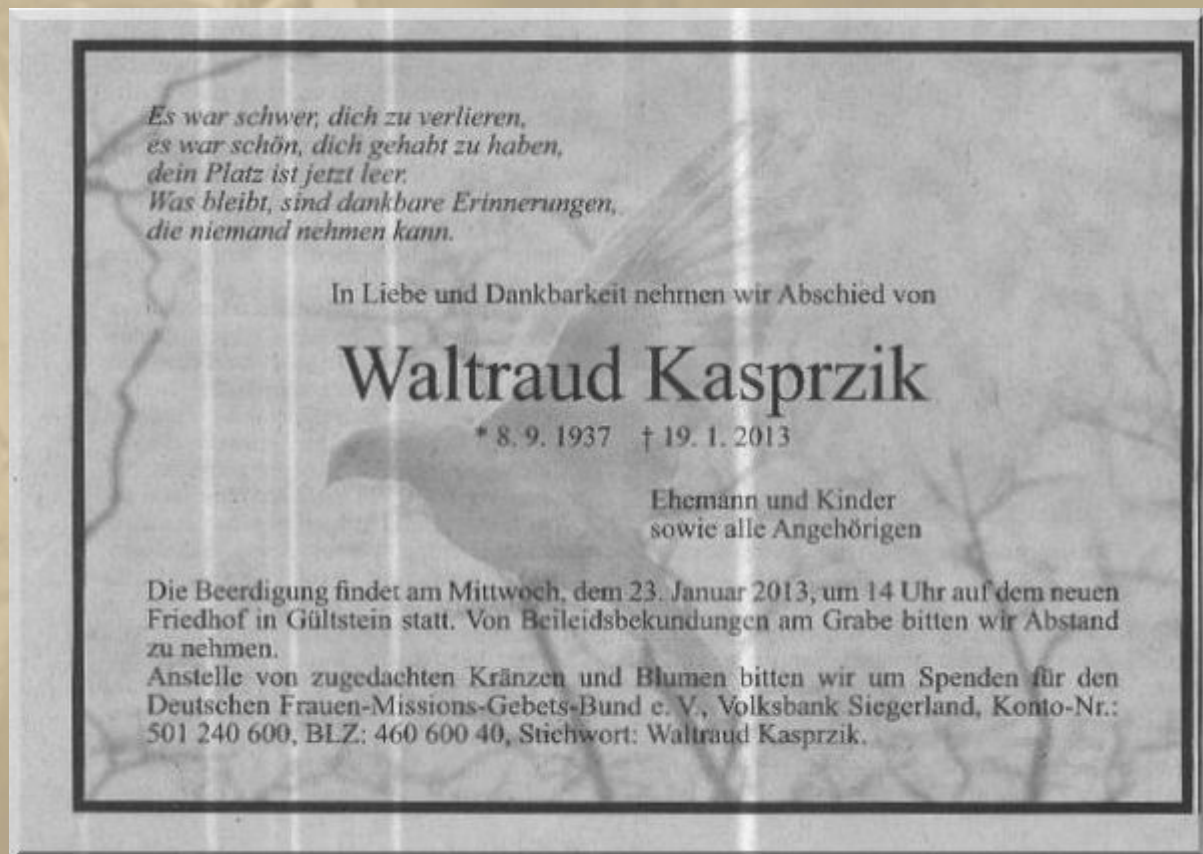 Es war schwer, dich zu verlieren,
es war schön, dich gehabt zu haben,
dein Platz ist jetzt leer.
Was bleibt, sind dankbare Erinnerungen,
die niemand nehmen kann.
In Liebe und Dankbarkeit nehmen wir Abschied von
Waltraud Kasprzik
* 8. 9. 1937 † 19. 1. 2013
Ehemann und Kinder
sowie alle Angehörigen
Die Beerdigung findet am Mittwoch, dem 23. Januar 2013, um 14 Uhr auf dem neuen
Friedhof in Gültstein statt. Von Beileidsbekundungen am Grabe bitten wir Abstand
zu nehmen.
Anstelle von zugedachten Kränzen und Blumen bitten wir um Spenden für den
Deutschen Frauen-Missions-Gebets-Bund e. V., Volksbank Siegerland, Konto-Nr.:
501 240 600, BLZ: 460 600 40, Stichwort: Waltraud Kasprzik.